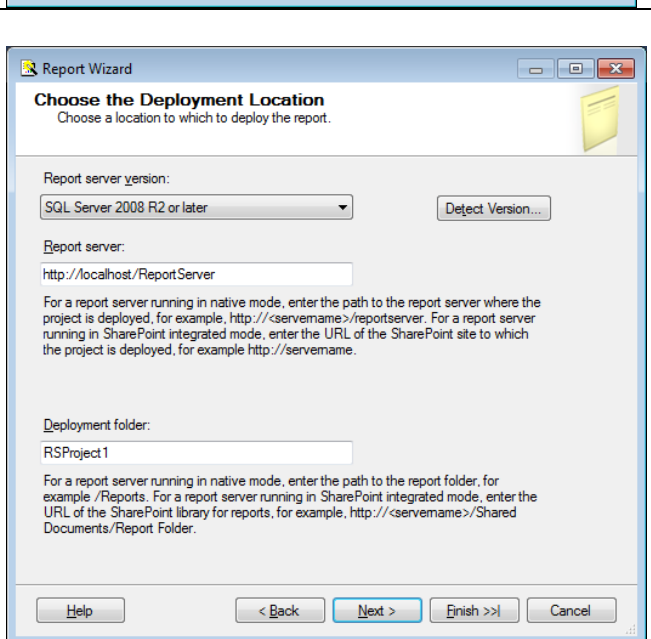 Report Wizard
Choose the Deployment Location
Choose a location to which to deploy the report.
Report server version:
SQL Server 2008 R2 or later
Detect Version...
Report server:
http://localhost/ReportServer
For a report server running in native mode, enter the path to the report server where the
project is deployed, for example, http://<servername>/reportserver. For a report server
running in SharePoint integrated mode, enter the URL of the SharePoint site to which
the project is deployed, for example http://servername.
Deployment folder:
RSProject1
For a report server running in native mode, enter the path to the report folder, for
example /Reports. For a report server running in SharePoint integrated mode, enter the
URL of the SharePoint library for reports, for example, http://<servername>/Shared
Documents/Report Folder.
Help
< Back
Next >
Finish >>|
Cancel